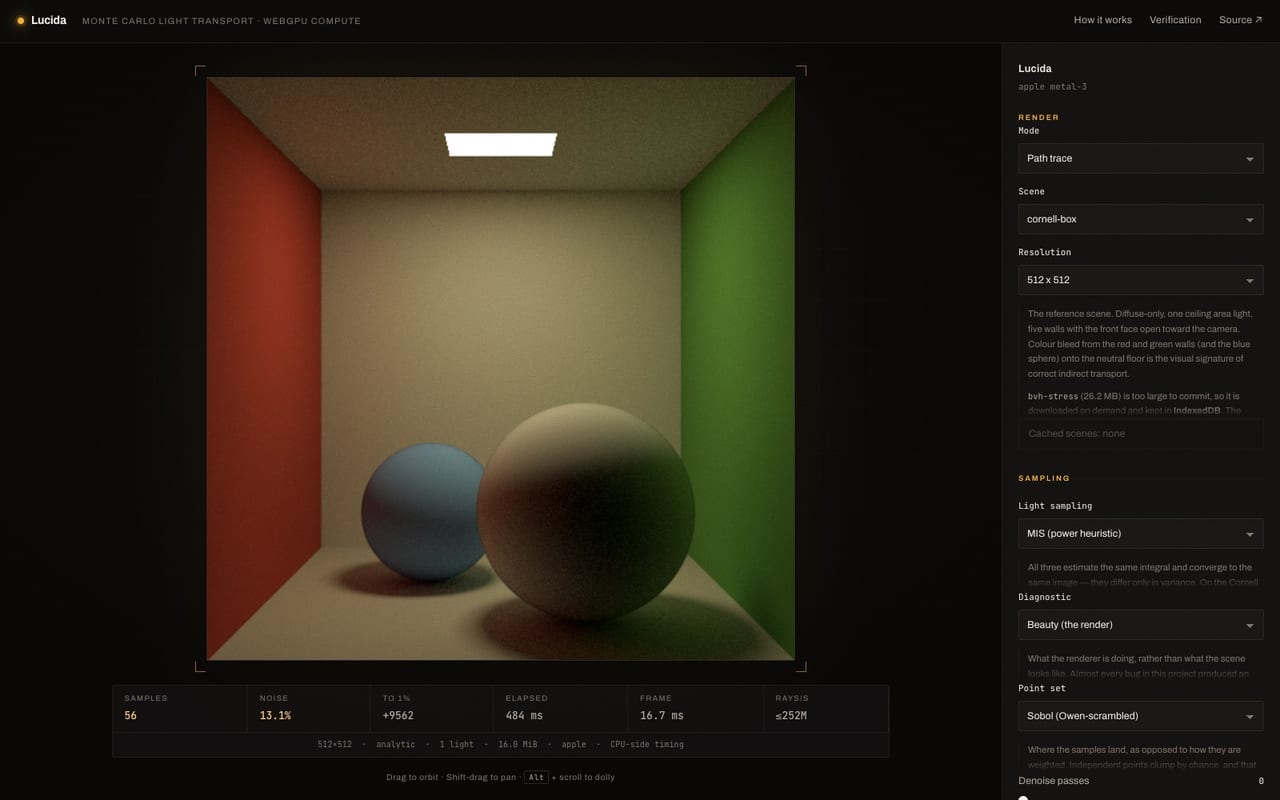 Lucida MONTE CARLO LIGHT TRANSPORT · WEBGPU COMPUTE
How it works Verification Source ↗
Lucida
apple metal-3
RENDER
Mode
Path trace
Scene
cornell-box
Resolution
512 x 512
The reference scene. Diffuse-only, one ceiling area light,
five walls with the front face open toward the camera.
Colour bleed from the red and green walls (and the blue
sphere) onto the neutral floor is the visual signature of
correct indirect transport.
bvh-stress (26.2 MB) is too large to commit, so it is
downloaded on demand and kept in IndexedDB. The
Cached scenes: none
SAMPLING
Light sampling
MIS (power heuristic)
All three estimate the same integral and converge to the
same image — they differ only in variance. On the Cornell
Diagnostic
Beauty (the render)
What the renderer is doing, rather than what the scene
looks like. Almost every bug in this project produced an
Point set
Sobol (Owen-scrambled)
Where the samples land, as opposed to how they are
weighted. Independent points clump by chance, and that
Denoise passes 0
SAMPLES NOISE TO 1% ELAPSED FRAME RAYS/S
56 13.1% +9562 484 ms 16.7 ms ≤252M
512×512 · analytic · 1 light · 16.0 MiB · apple · CPU-side timing
Drag to orbit · Shift-drag to pan · Alt + scroll to dolly